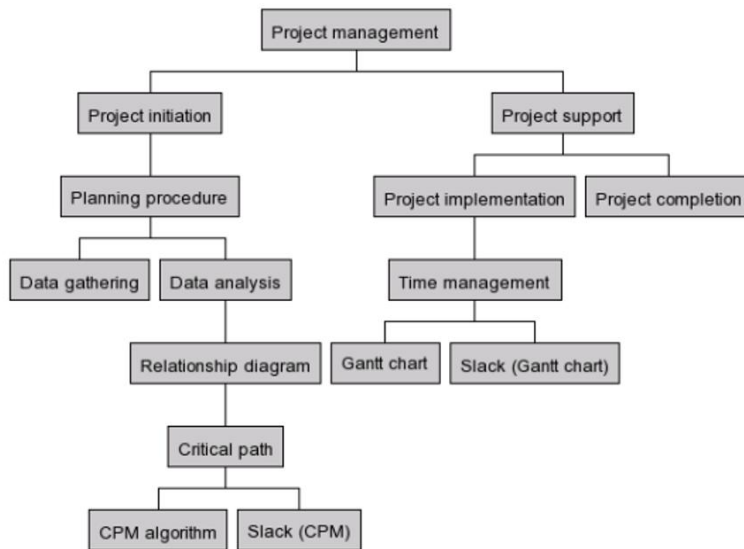 Project management
Project initiation
Project support
Planning procedure
Project implementation
Project completion
Data gathering
Data analysis
Time management
Relationship diagram
Gantt chart
Slack (Gantt chart)
Critical path
CPM algorithm
Slack (CPM)